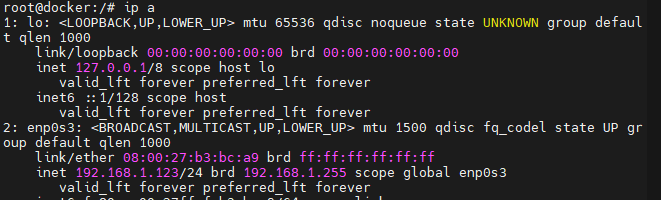 root@docker:/# ip a
1: lo: <LOOPBACK,UP,LOWER_UP> mtu 65536 qdisc noqueue state UNKNOWN group defaul
t qlen 1000
    link/loopback 00:00:00:00:00:00 brd 00:00:00:00:00:00
    inet 127.0.0.1/8 scope host lo
       valid_lft forever preferred_lft forever
    inet6 ::1/128 scope host
       valid_lft forever preferred_lft forever
2: enp0s3: <BROADCAST,MULTICAST,UP,LOWER_UP> mtu 1500 qdisc fq_codel state UP gr
oup default qlen 1000
    link/ether 08:00:27:b3:bc:a9 brd ff:ff:ff:ff:ff:ff
    inet 192.168.1.123/24 brd 192.168.1.255 scope global enp0s3
       valid_lft forever preferred_lft forever